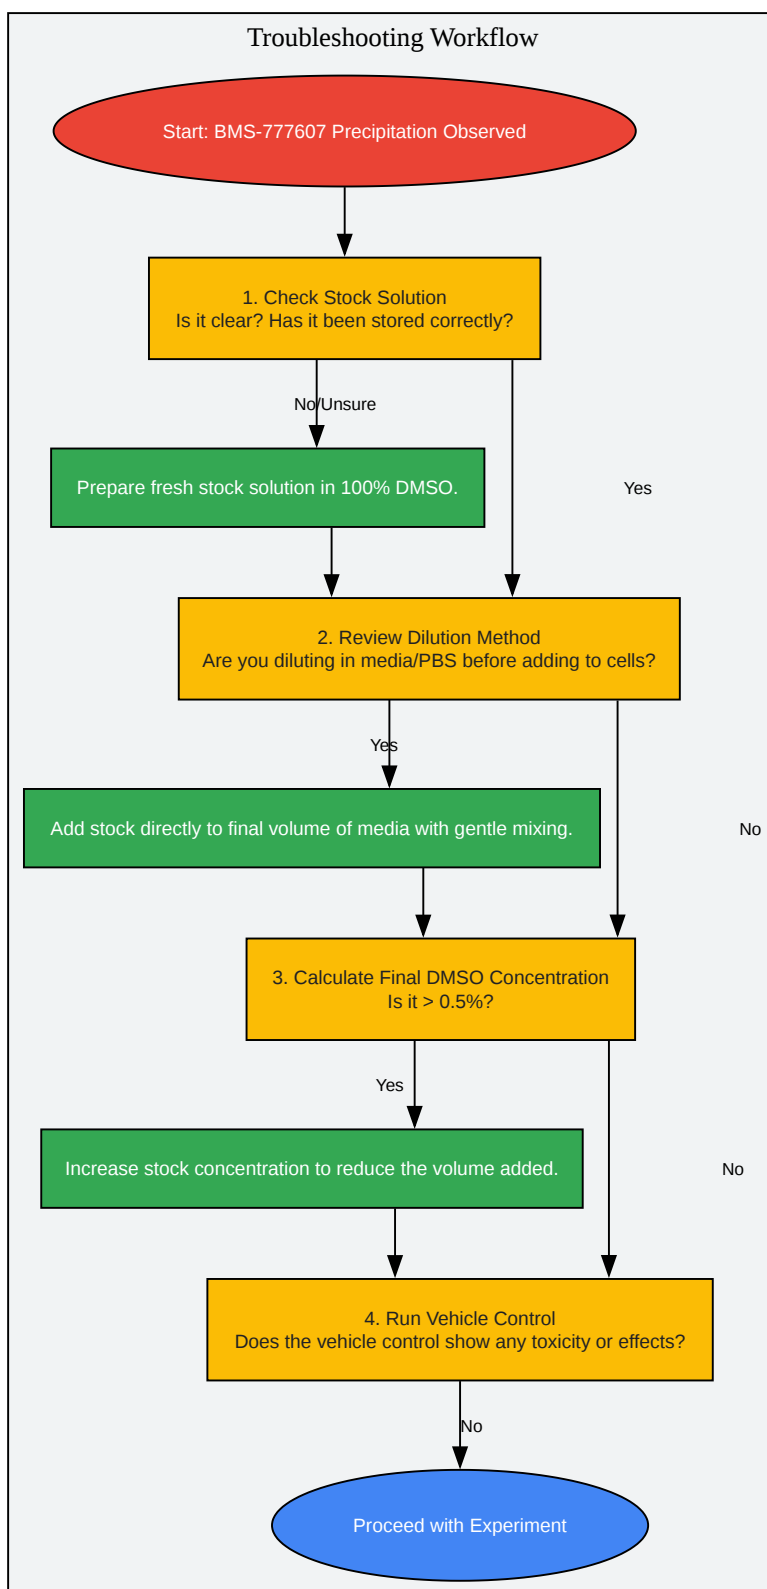 Troubleshooting Workflow
Start: BMS-777607 Precipitation Observed
1. Check Stock Solution
Is it clear? Has it been stored correctly?
No/Unsure
Prepare fresh stock solution in 100% DMSO.
Yes
2. Review Dilution Method
Are you diluting in media/PBS before adding to cells?
Yes
Add stock directly to final volume of media with gentle mixing.
No
3. Calculate Final DMSO Concentration
Is it > 0.5%?
Yes
Increase stock concentration to reduce the volume added.
No
4. Run Vehicle Control
Does the vehicle control show any toxicity or effects?
No
Proceed with Experiment